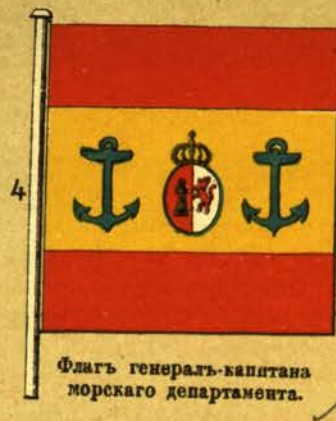 4
Флагъ генералъ-капитана
морскаго департамента.